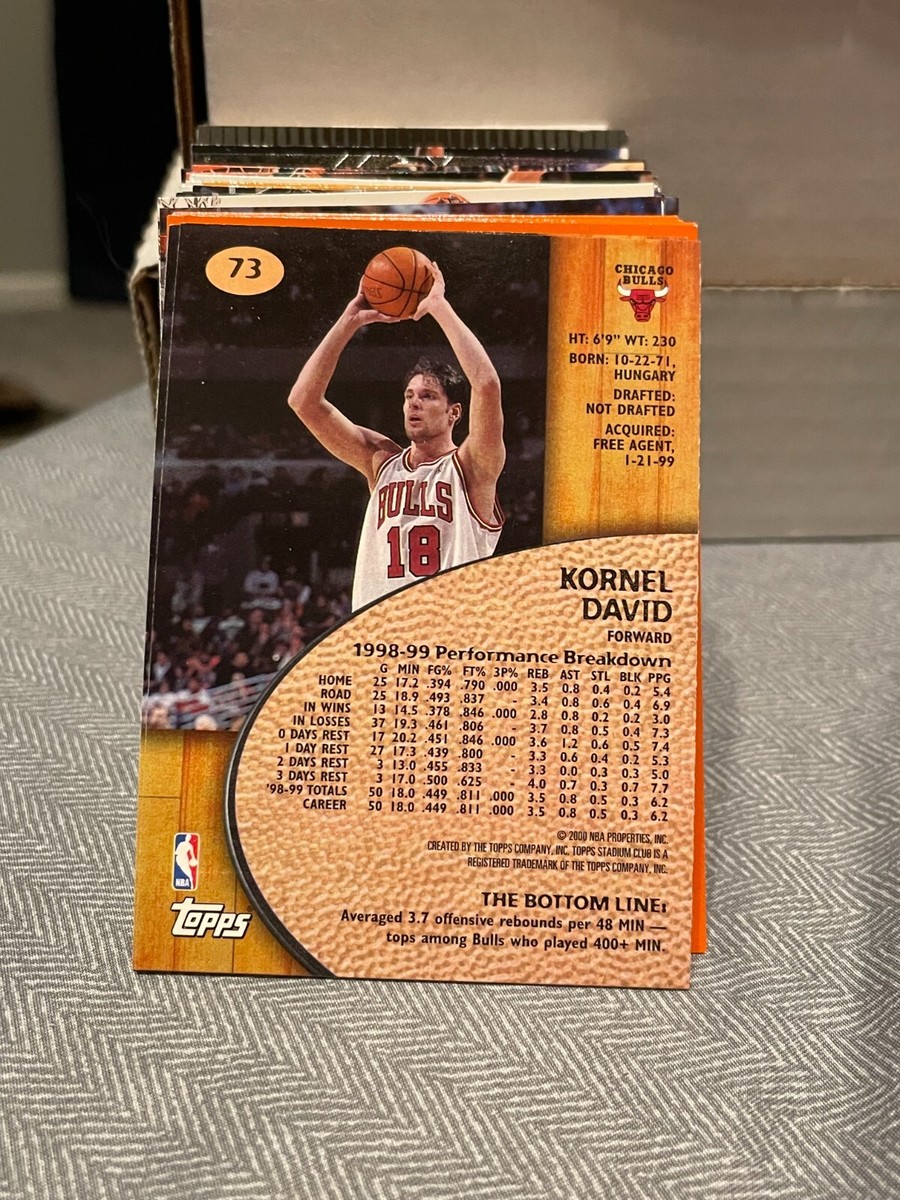 73
CHICAGO
BULLS
HT: 6'9" WT: 230
BORN: 10-22-71,
HUNGARY
DRAFTED:
NOT DRAFTED
ACQUIRED:
FREE AGENT,
1-21-99
BULLS
18
KORNEL
DAVID
FORWARD
1998-99 Performance Breakdown
G MIN FG% FT% 3P% REB AST STL BLK PPG
HOME 25 17.2 .394 .790 .000 3.5 0.8 0.4 0.2 5.4
ROAD 25 18.9 .493 .837 - 3.4 0.8 0.6 0.4 6.9
IN WINS 13 14.5 .378 .846 .000 2.8 0.8 0.2 0.2 3.0
IN LOSSES 37 19.3 .461 .806 - 3.7 0.8 0.5 0.4 7.3
0 DAYS REST 17 20.2 .451 .846 .000 3.6 1.2 0.6 0.5 7.4
1 DAY REST 27 17.3 .439 .800 - 3.3 0.6 0.4 0.2 5.3
2 DAYS REST 3 13.0 .455 .833 - 3.3 0.0 0.3 0.3 5.0
3 DAYS REST 3 17.0 .500 .625 4.0 0.7 0.3 0.7 7.7
'98-99 TOTALS 50 18.0 .449 .811 .000 3.5 0.8 0.5 0.3 6.2
CAREER 50 18.0 .449 .811 .000 3.5 0.8 0.5 0.3 6.2
© 2000 NBA PROPERTIES, INC.
CREATED BY THE TOPPS COMPANY, INC. TOPPS STADIUM CLUB IS A
REGISTERED TRADEMARK OF THE TOPPS COMPANY, INC.
NBA
TOPPS
THE BOTTOM LINE:
Averaged 3.7 offensive rebounds per 48 MIN —
tops among Bulls who played 400+ MIN.